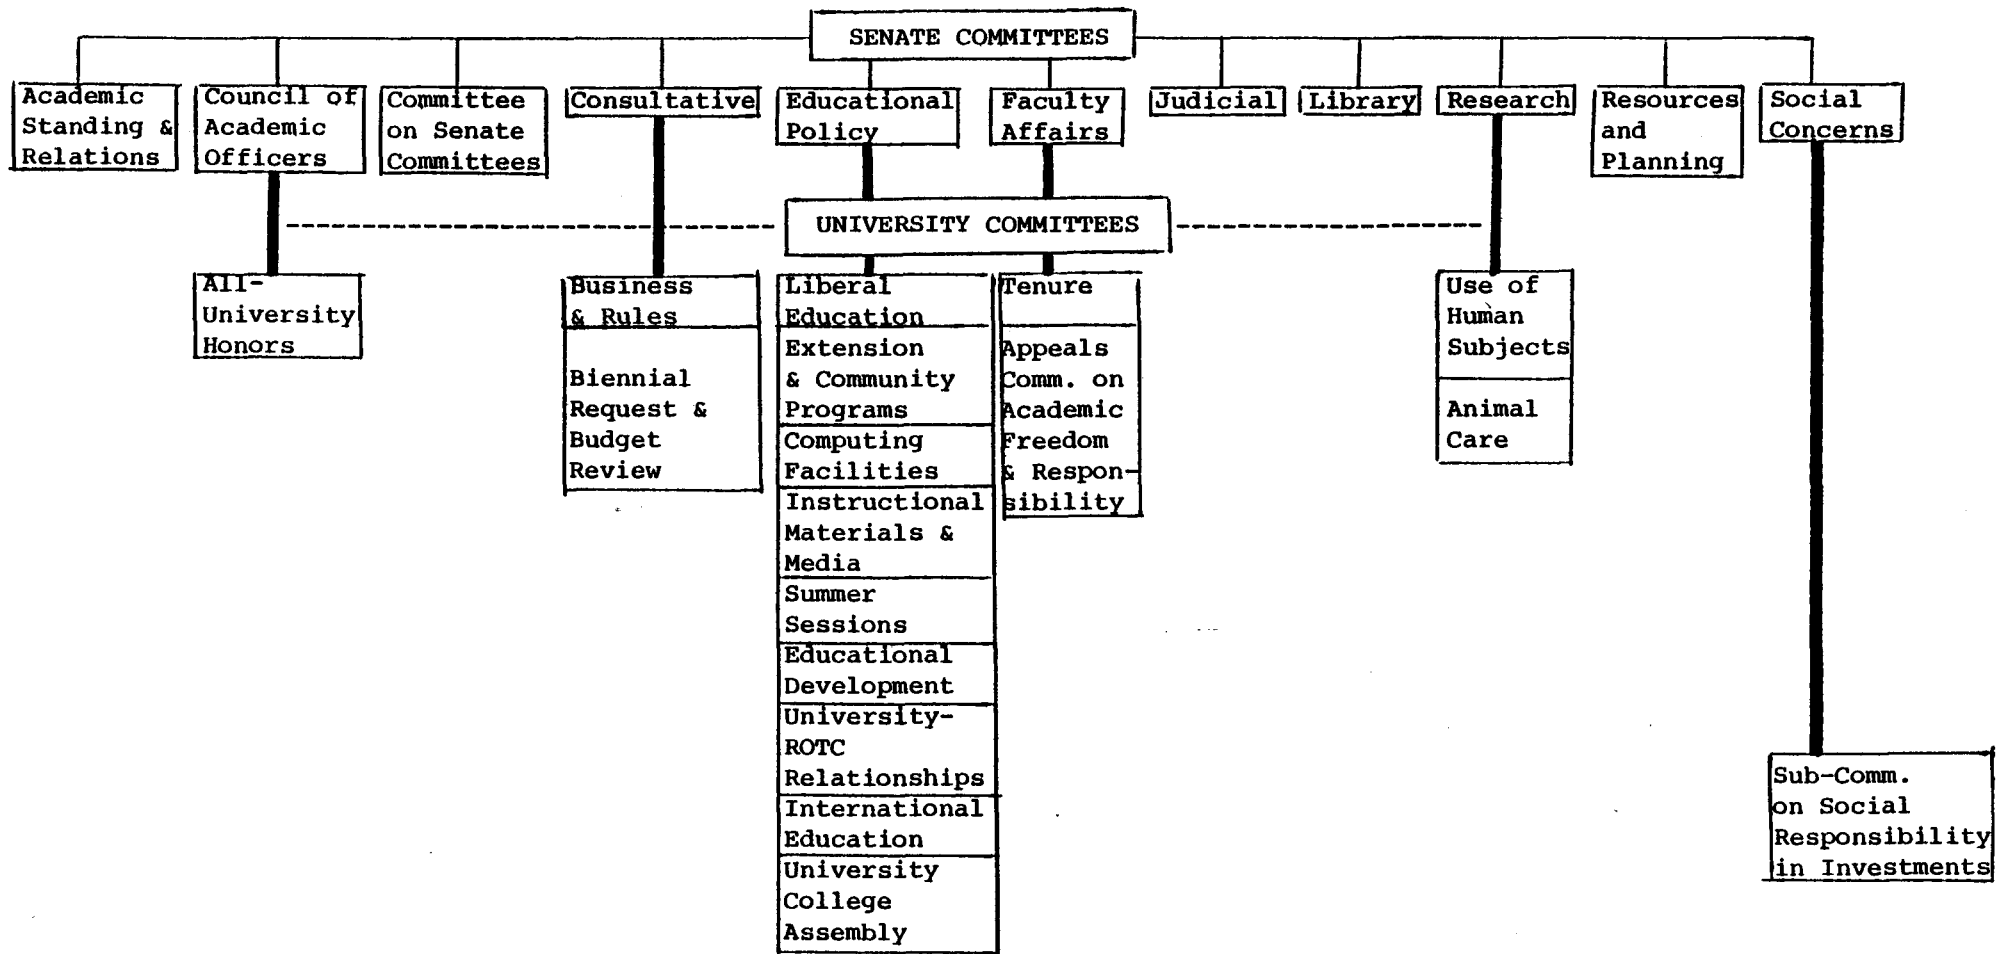 SENATE COMMITTEES
Academic
Standing &
Relations
Council of
Academic
Officers
Committee
on Senate
Committees
Consultative
Educational
Policy
Faculty
Affairs
Judicial
Library
Research
Resources
and
Planning
Social
Concerns
UNIVERSITY COMMITTEES
All-
University
Honors
Business
& Rules
Biennial
Request &
Budget
Review
Liberal
Education
Extension
& Community
Programs
Computing
Facilities
Instructional
Materials &
Media
Summer
Sessions
Educational
Development
University-
ROTC
Relationships
International
Education
University
College
Assembly
Tenure
Appeals
Comm. on
Academic
Freedom
& Respon-
sibility
Use of
Human
Subjects
Animal
Care
Sub-Comm.
on Social
Responsibility
in Investments